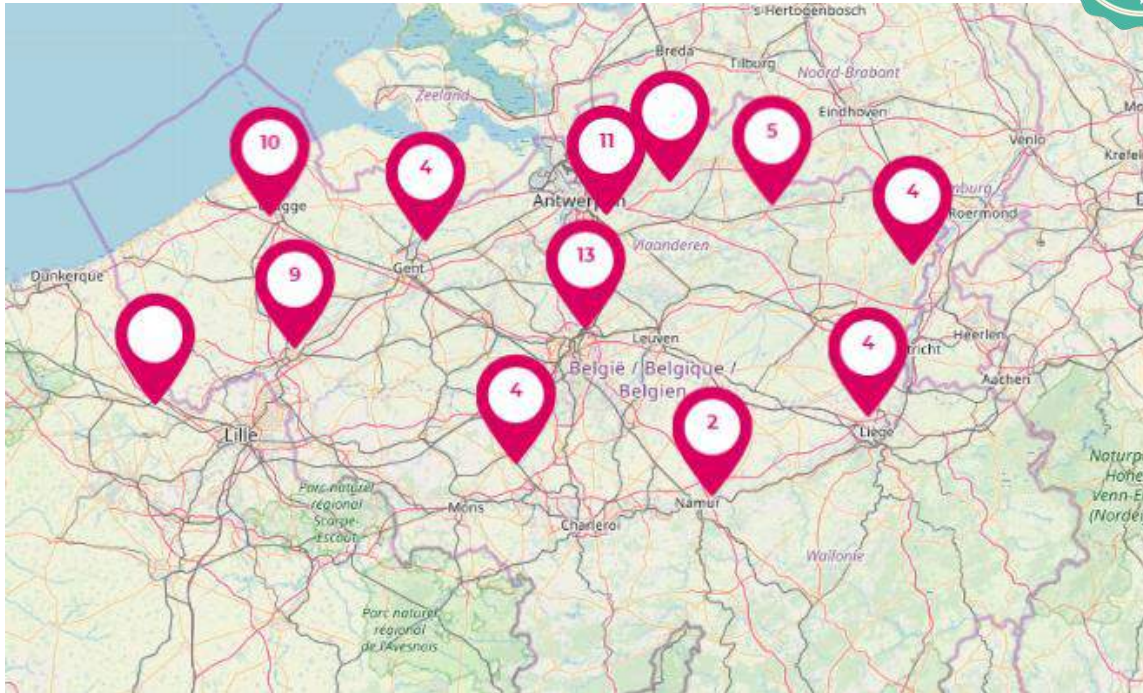 's-Hertogenbosch
Breda
Tilburg
Noord-Brabant
Zeeland
Eindhoven
10
4
11
5
Venlo
4
Roermond
Antwerpen
Vlaanderen
13
Dunkerque
Gent
9
Leuven
4
Heerlen
België / Belgique /
Belgien
Aachen
4
2
Lille
Liège
Parc naturel
régional
Scarpe-
Escaut
Mons
Namur
Charleroi
Wallonie
Parc naturel
régional
de l'Avesnois